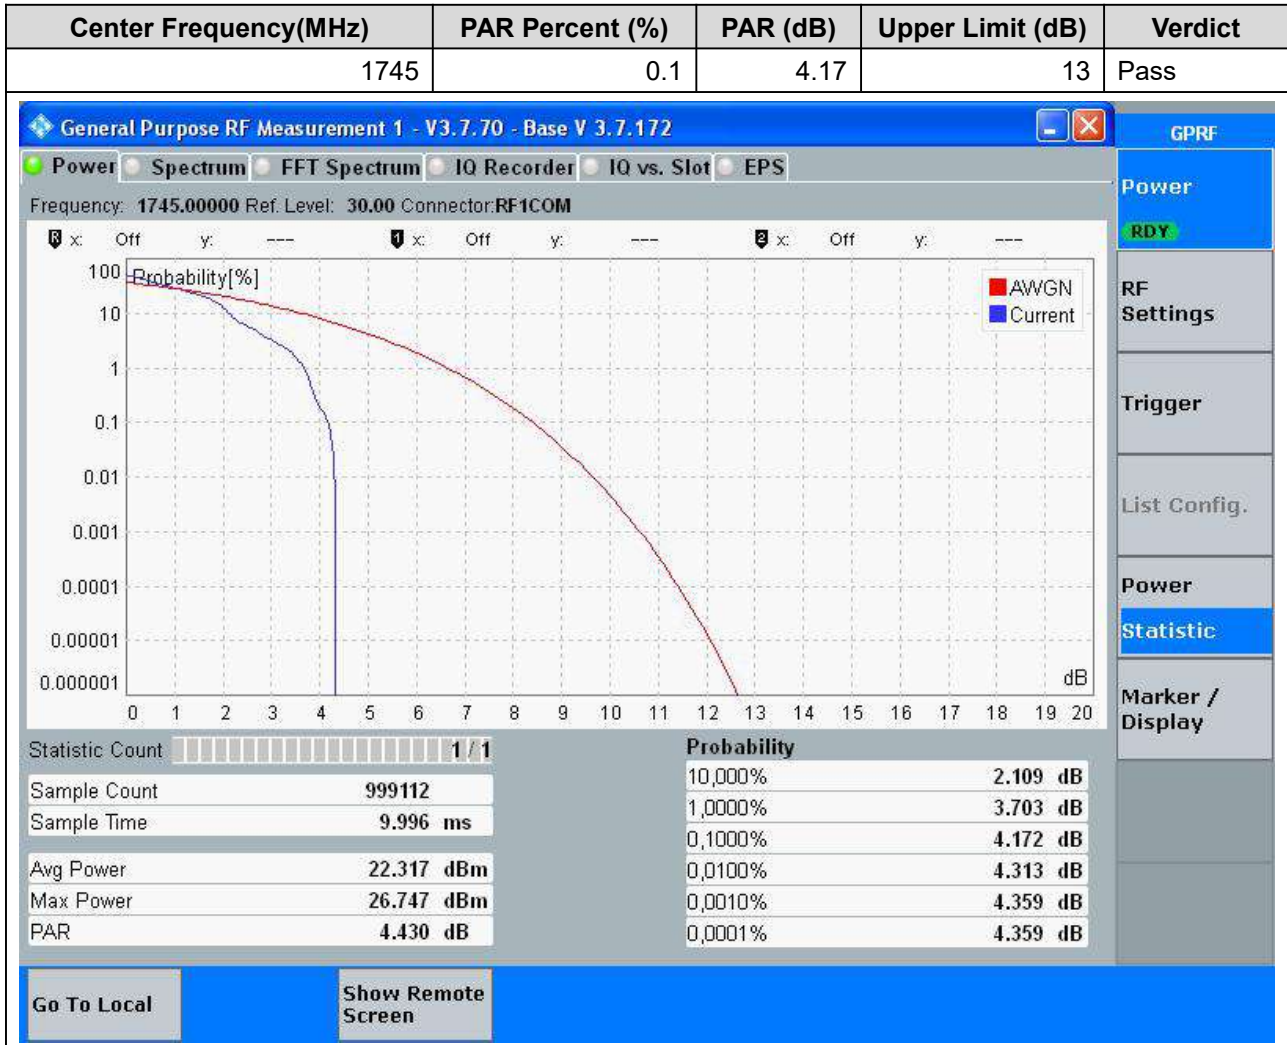 Center Frequency(MHz) PAR Percent (%) PAR (dB) Upper Limit (dB) Verdict
1745 0.1 4.17 13 Pass
General Purpose RF Measurement 1 - V3.7.70 - Base V 3.7.172
GPRF
Power Spectrum FFT Spectrum IQ Recorder IQ vs. Slot EPS
Frequency: 1745.00000 Ref. Level: 30.00 Connector:RF1COM
R x: Off y: --- 1 x: Off y: --- 2 x: Off y: ---
Probability[%]
AWGN
Current
100
10
1
0.1
0.01
0.001
0.0001
0.00001
0.000001
dB
0 1 2 3 4 5 6 7 8 9 10 11 12 13 14 15 16 17 18 19 20
Statistic Count 1 / 1
Sample Count 999112
Sample Time 9.996 ms
Avg Power 22.317 dBm
Max Power 26.747 dBm
PAR 4.430 dB
Probability
10,000% 2.109 dB
1,0000% 3.703 dB
0,1000% 4.172 dB
0,0100% 4.313 dB
0,0010% 4.359 dB
0,0001% 4.359 dB
Power
RDY
RF
Settings
Trigger
List Config.
Power
Statistic
Marker /
Display
Go To Local
Show Remote
Screen